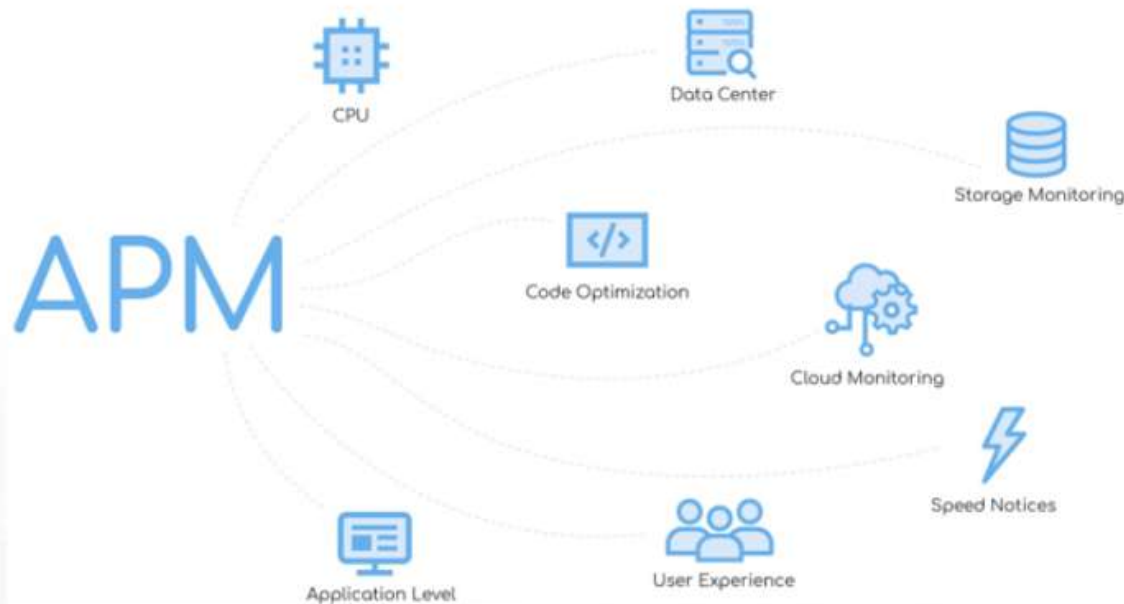 CPU
Data Center
Storage Monitoring
APM
</>
Code Optimization
Cloud Monitoring
Speed Notices
User Experience
Application Level